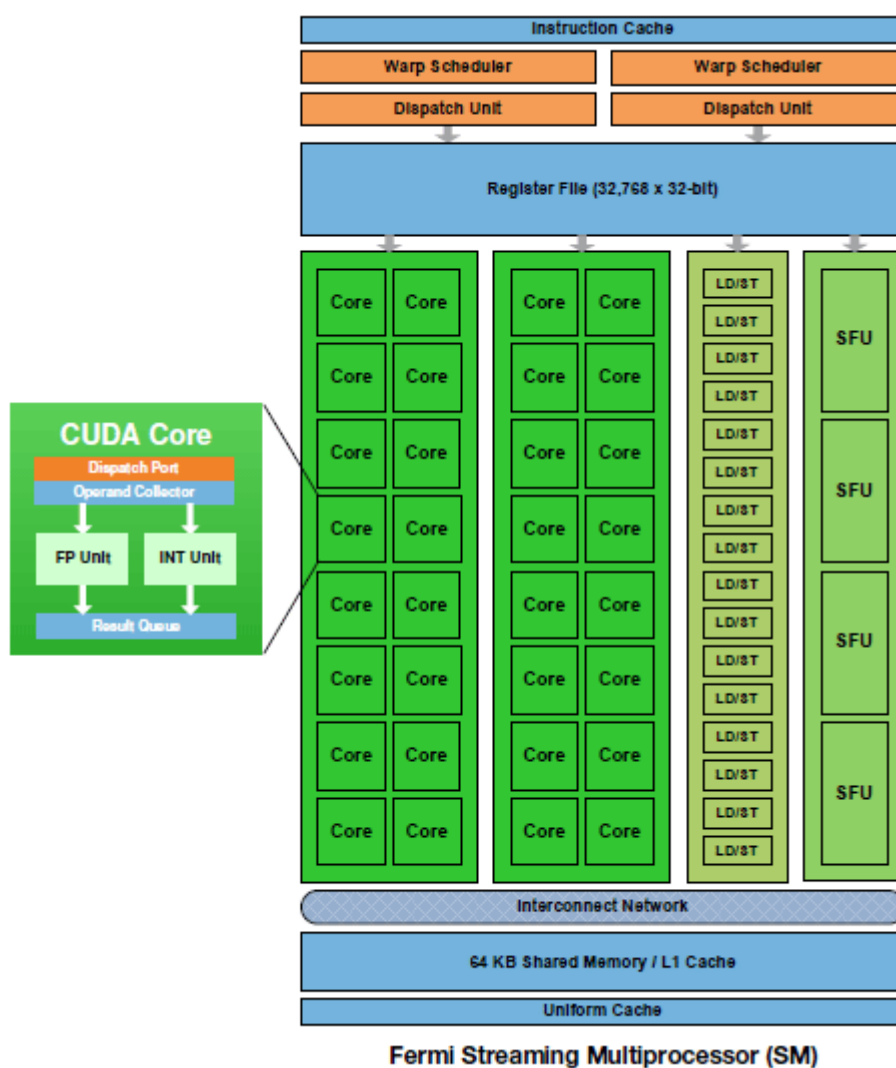 Instruction Cache
Warp Scheduler Warp Scheduler
Dispatch Unit Dispatch Unit
Register File (32,768 x 32-bit)
Core Core Core Core LD/ST SFU
LD/ST
Core Core Core Core LD/ST
LD/ST
Core Core Core Core LD/ST SFU
LD/ST
Core Core Core Core LD/ST
LD/ST
Core Core Core Core LD/ST SFU
LD/ST
Core Core Core Core LD/ST
LD/ST
Core Core Core Core LD/ST SFU
LD/ST
Core Core Core Core LD/ST
LD/ST
CUDA Core
Dispatch Port
Operand Collector
FP Unit INT Unit
Result Queue
Interconnect Network
64 KB Shared Memory / L1 Cache
Uniform Cache
Fermi Streaming Multiprocessor (SM)